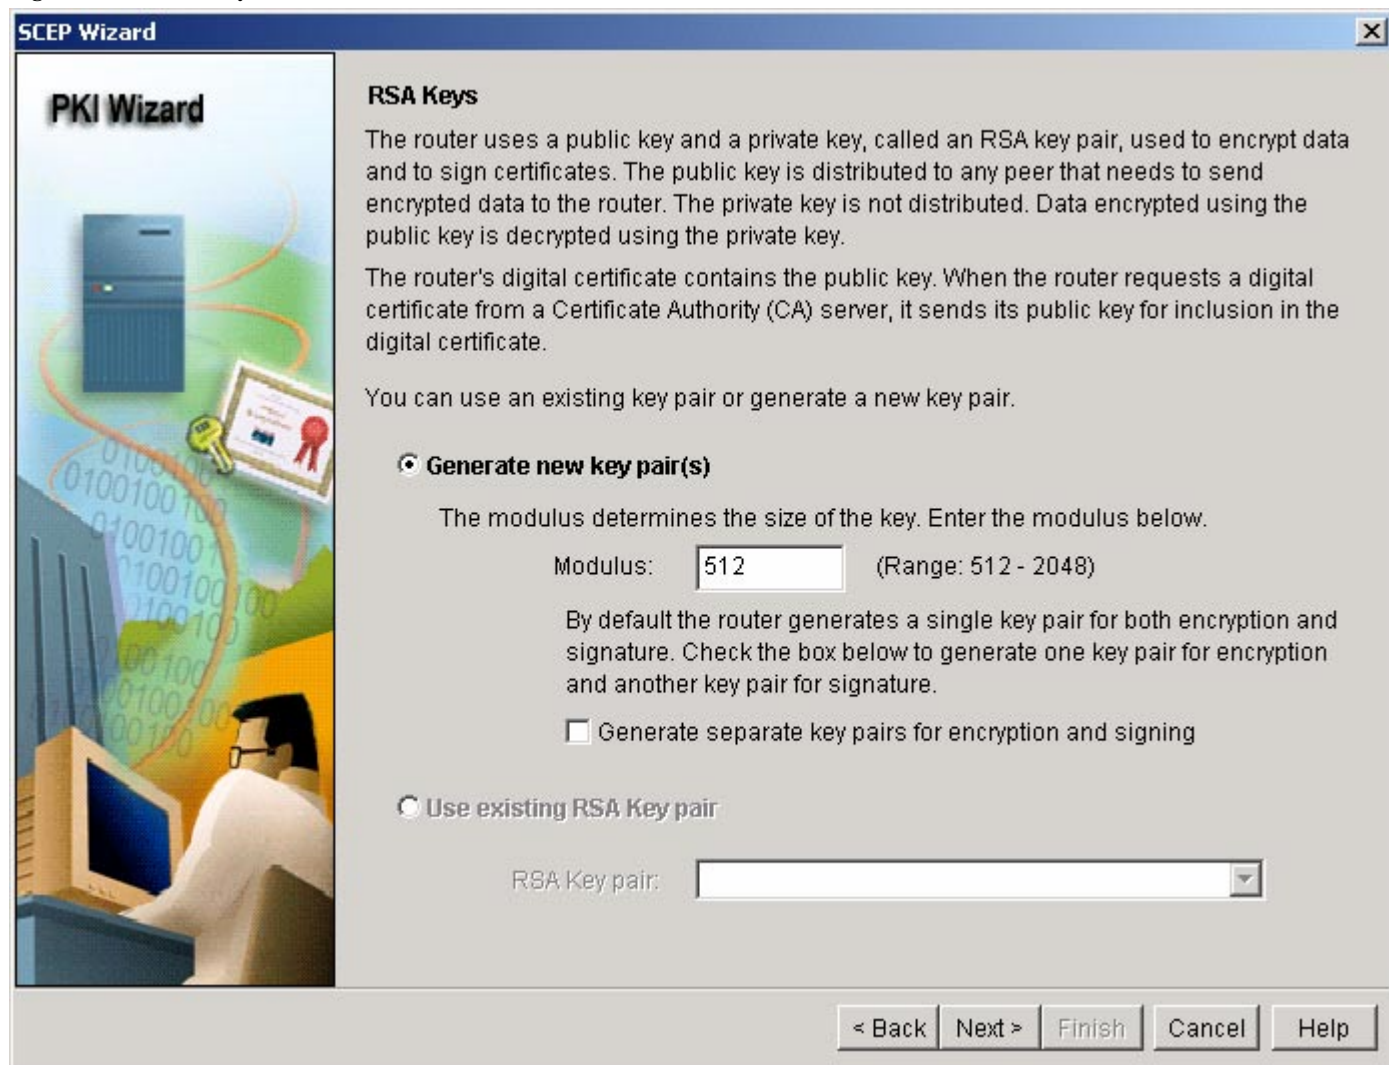 SCEP Wizard
PKI Wizard
RSA Keys
The router uses a public key and a private key, called an RSA key pair, used to encrypt data
and to sign certificates. The public key is distributed to any peer that needs to send
encrypted data to the router. The private key is not distributed. Data encrypted using the
public key is decrypted using the private key.
The router's digital certificate contains the public key. When the router requests a digital
certificate from a Certificate Authority (CA) server, it sends its public key for inclusion in the
digital certificate.
You can use an existing key pair or generate a new key pair.
Generate new key pair(s)
The modulus determines the size of the key. Enter the modulus below.
Modulus: 512 (Range: 512 - 2048)
By default the router generates a single key pair for both encryption and
signature. Check the box below to generate one key pair for encryption
and another key pair for signature.
Generate separate key pairs for encryption and signing
Use existing RSA Key pair
RSA Key pair:
< Back Next > Finish Cancel Help